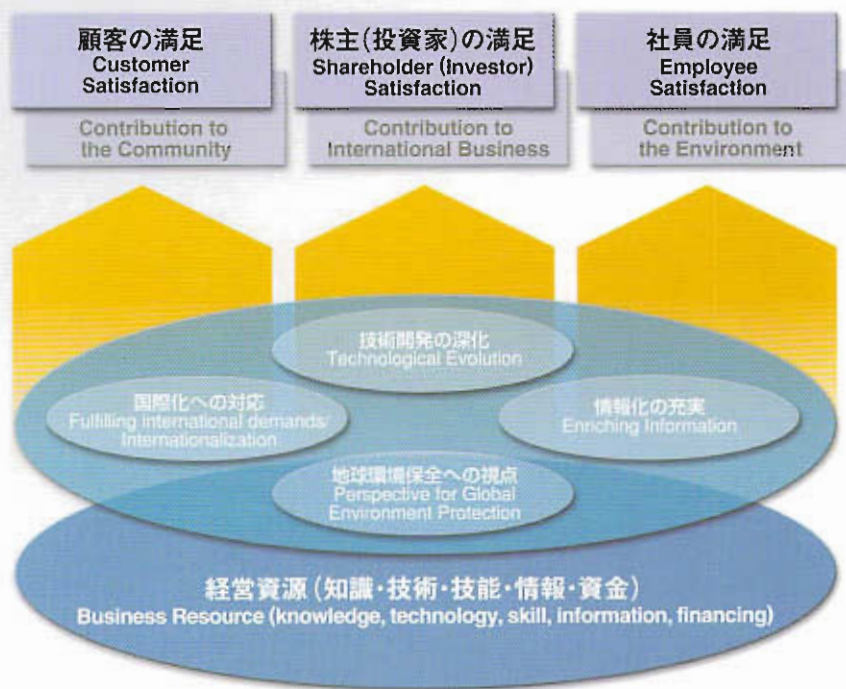 顧客の満足
Customer
Satisfaction
Contribution to
the Community
株主(投資家)の満足
Shareholder (Investor)
Satisfaction
Contribution to
International Business
社員の満足
Employee
Satisfaction
Contribution to
the Environment
技術開発の深化
Technological Evolution
国際化への対応
Fulfilling international demands/
Internationalization
情報化の充実
Enriching Information
地球環境保全への視点
Perspective for Global
Environment Protection
経営資源(知識・技術・技能・情報・資金)
Business Resource (knowledge, technology, skill, information, financing)